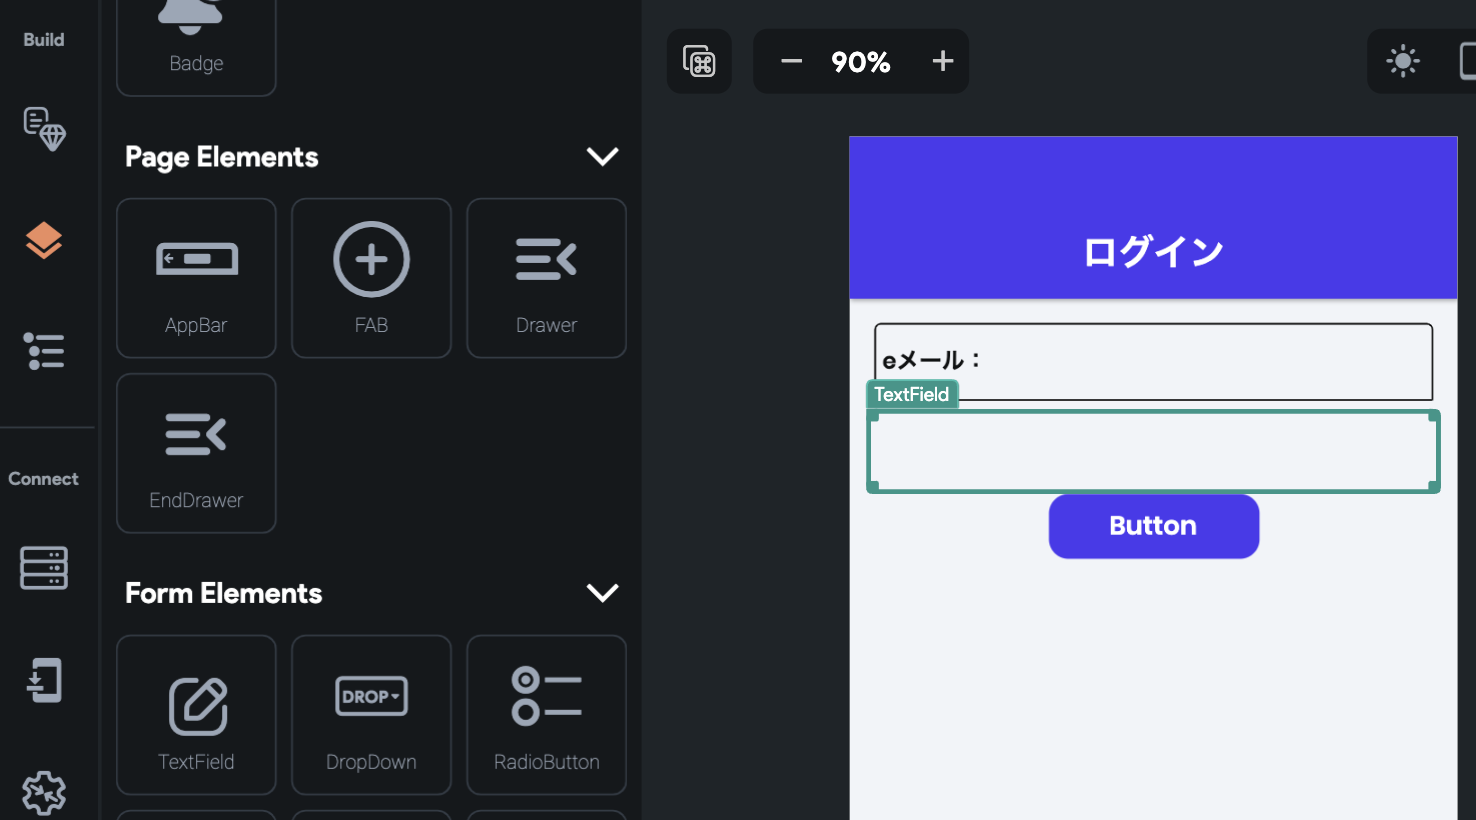 Build
Connect
Badge
Page Elements
AppBar
FAB
Drawer
EndDrawer
Form Elements
TextField
DROP
DropDown
RadioButton
90%
ログイン
eメール：
TextField
Button